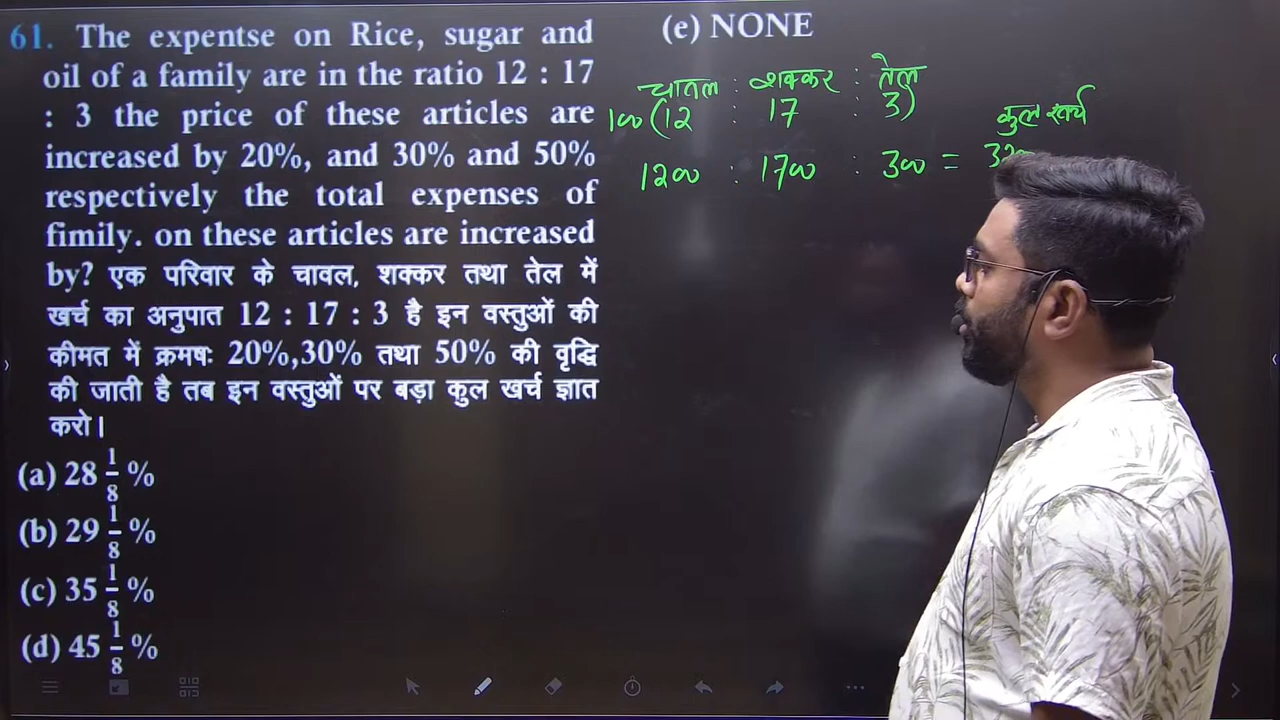 61. The expentse on Rice, sugar and
oil of a family are in the ratio 12 : 17
: 3 the price of these articles are
increased by 20%, and 30% and 50%
respectively the total expenses of
fimily. on these articles are increased
by? एक परिवार के चावल, शक्कर तथा तेल में
खर्च का अनुपात 12 : 17 : 3 है इन वस्तुओं की
कीमत में क्रमषः 20%,30% तथा 50% की वृद्धि
की जाती है तब इन वस्तुओं पर बड़ा कुल खर्च ज्ञात
करो।
(a) 28 1/8 %
(b) 29 1/8 %
(c) 35 1/8 %
(d) 45 1/8 %
(e) NONE
चावल : शक्कर : तेल
100(12 : 17 : 3)
कुल खर्च
1200 : 1700 : 300 =